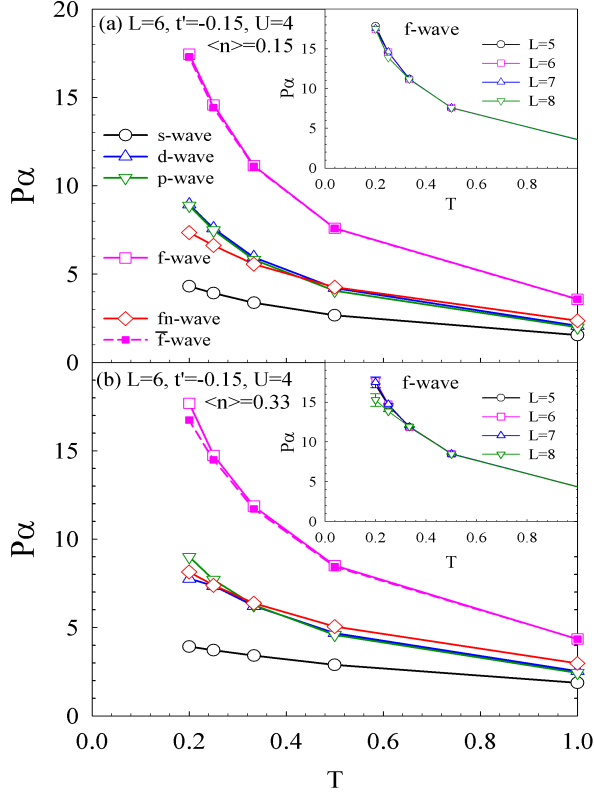 (a) L=6, t'=-0.15, U=4
<n>=0.15
20
15
10
5
0
Pα
s-wave
d-wave
p-wave
f-wave
fn-wave
f̅-wave
f-wave
L=5
L=6
L=7
L=8
15
10
5
0
Pα
0.2 0.4 0.6 0.8
T
(b) L=6, t'=-0.15, U=4
<n>=0.33
15
10
5
0
Pα
f-wave
L=5
L=6
L=7
L=8
15
10
5
0
Pα
0.0 0.2 0.4 0.6 0.8
T
0.0 0.2 0.4 0.6 0.8 1.0
T